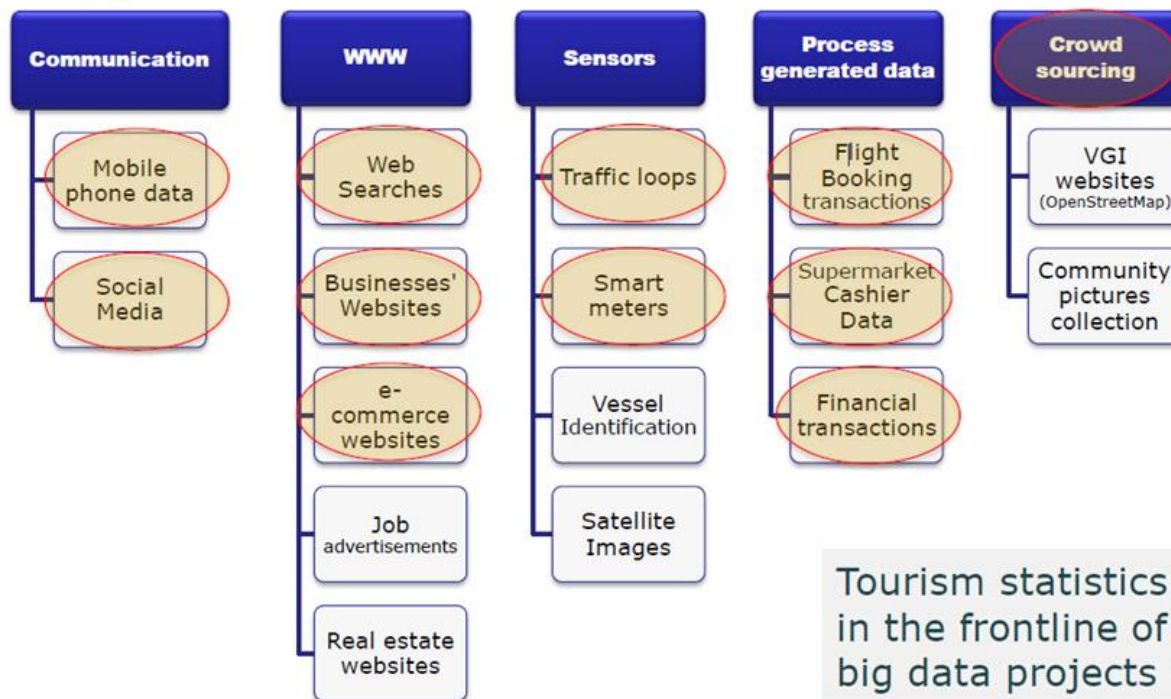 Communication
Mobile
phone data
Social
Media
WWW
Web
Searches
Businesses'
Websites
e-
commerce
websites
Job
advertisements
Real estate
websites
Sensors
Traffic loops
Smart
meters
Vessel
Identification
Satellite
Images
Process
generated data
Flight
Booking
transactions
Supermarket
Cashier
Data
Financial
transactions
Crowd
sourcing
VGI
websites
(OpenStreetMap)
Community
pictures
collection
Tourism statistics
in the frontline of
big data projects